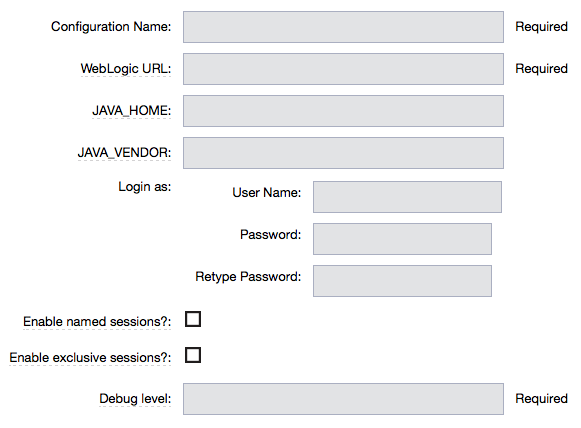 Configuration Name: Required
WebLogic URL: Required
JAVA_HOME:
JAVA_VENDOR:
Login as:
User Name:
Password:
Retype Password:
Enable named sessions?:
Enable exclusive sessions?:
Debug level: Required